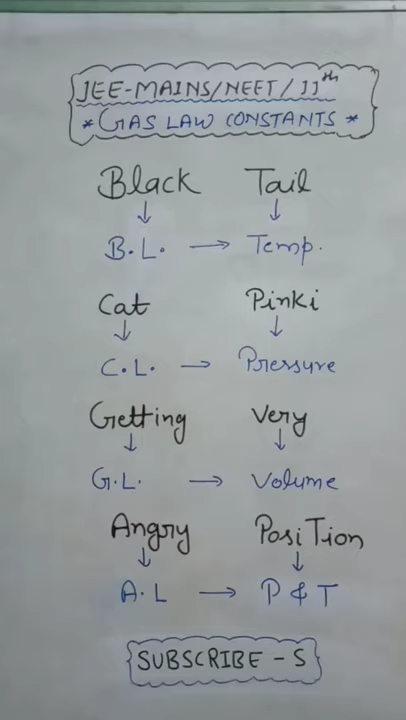 JEE-MAINS/NEET/11th
* GAS LAW CONSTANTS *
Black Tail
↓ ↓
B.L. → Temp.
Cat Pinki
↓ ↓
C.L. → Pressure
Getting Very
↓ ↓
G.L. → Volume
Angry PosiTion
↓ ↓
A.L → P & T
SUBSCRIBE - S